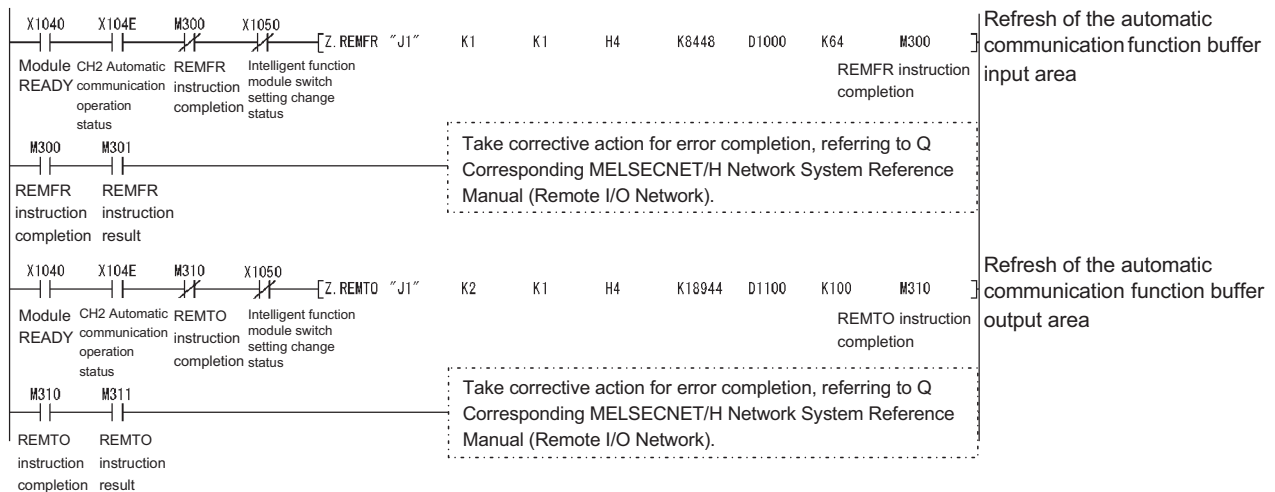 X1040 X104E M300 X1050
Z.REMFR "J1" K1 K1 H4 K8448 D1000 K64 M300
Module READY
CH2 Automatic communication operation status
REMFR instruction completion
Intelligent function module switch setting change status
REMFR instruction completion
Refresh of the automatic
communication function buffer
input area
Take corrective action for error completion, referring to Q
Corresponding MELSECNET/H Network System Reference
Manual (Remote I/O Network).
M300 M301
REMFR instruction completion
REMFR instruction result
X1040 X104E M310 X1050
Z.REMTO "J1" K2 K1 H4 K18944 D1100 K100 M310
Module READY
CH2 Automatic communication operation status
REMTO instruction completion
Intelligent function module switch setting change status
REMTO instruction completion
Refresh of the automatic
communication function buffer
output area
Take corrective action for error completion, referring to Q
Corresponding MELSECNET/H Network System Reference
Manual (Remote I/O Network).
M310 M311
REMTO instruction completion
REMTO instruction result